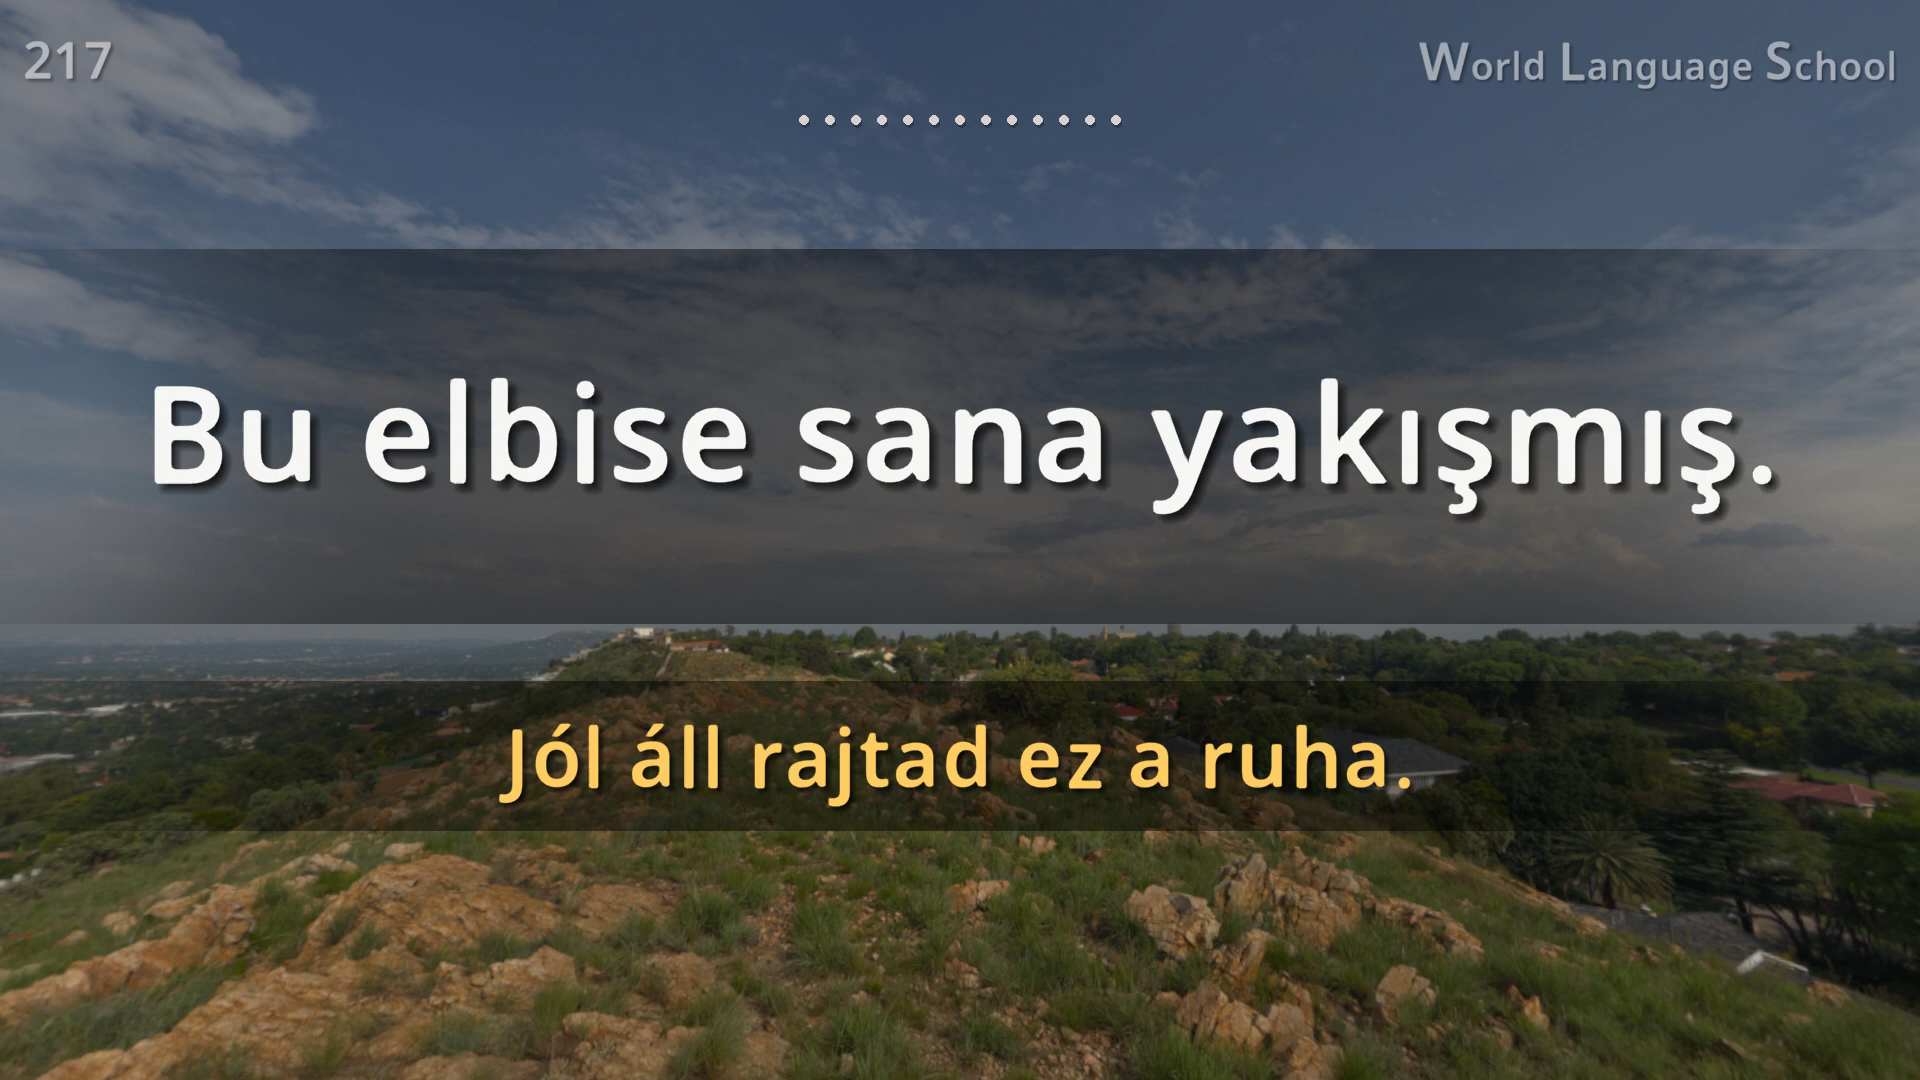 217
World Language School
Bu elbise sana yakışmış.
Jól áll rajtad ez a ruha.